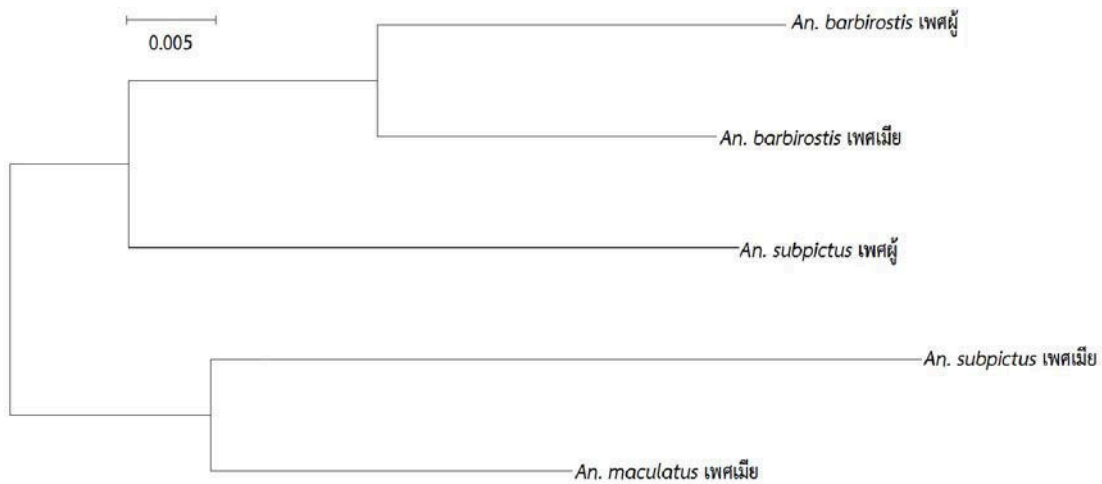 An. barbirostis เพศผู้
0.005
An. barbirostis เพศเมีย
An. subpictus เพศผู้
An. subpictus เพศเมีย
An. maculatus เพศเมีย